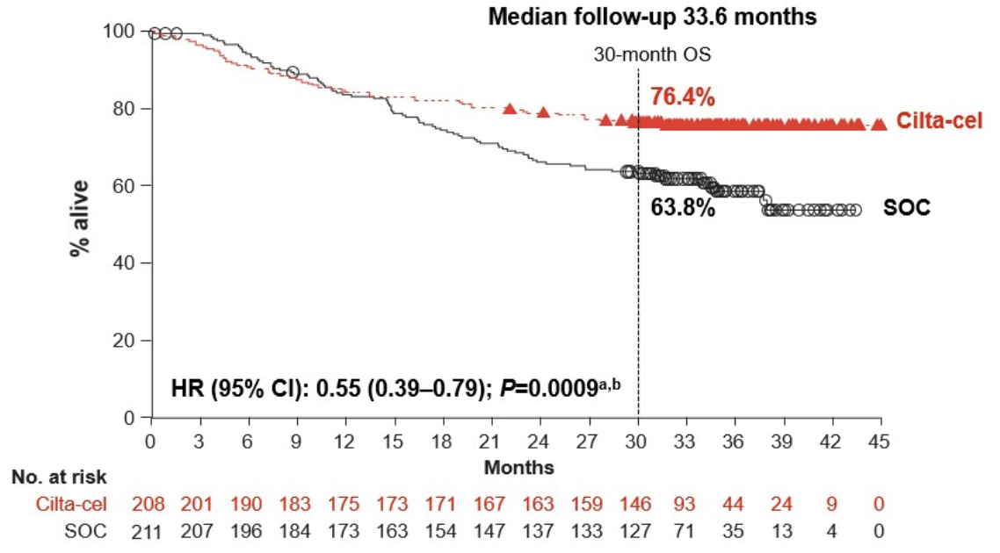 Median follow-up 33.6 months
30-month OS
100
80
60
40
20
0
% alive
76.4%
Cilta-cel
63.8%
SOC
HR (95% CI): 0.55 (0.39–0.79); P=0.0009a,b
0 3 6 9 12 15 18 21 24 27 30 33 36 39 42 45
Months
No. at risk
Cilta-cel 208 201 190 183 175 173 171 167 163 159 146 93 44 24 9 0
SOC 211 207 196 184 173 163 154 147 137 133 127 71 35 13 4 0